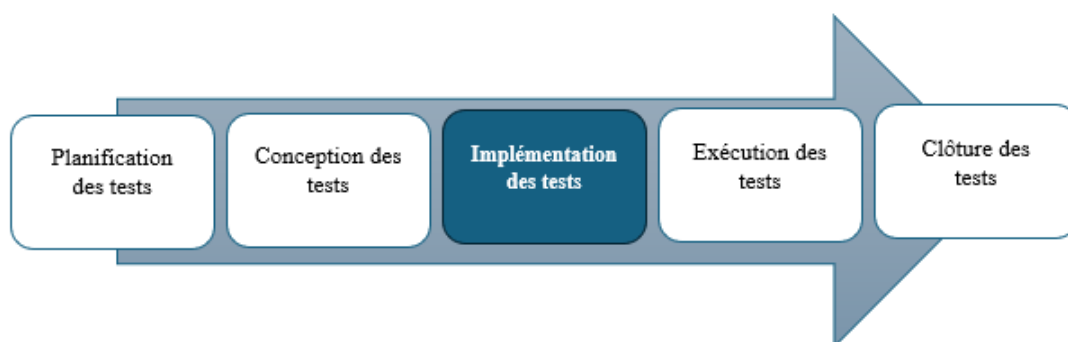 Planification
des tests
Conception des
tests
Implémentation
des tests
Exécution des
tests
Clôture des
tests